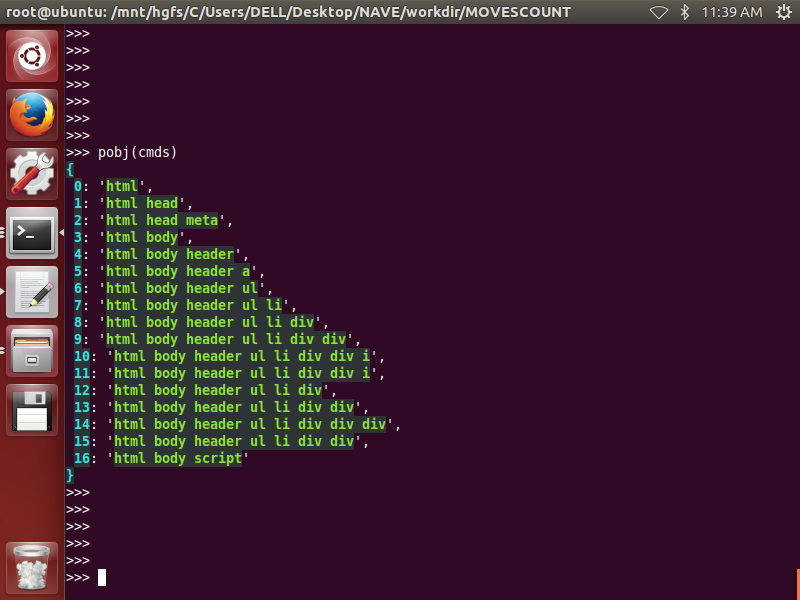 root@ubuntu: /mnt/hgfs/C/Users/DELL/Desktop/NAVE/workdir/MOVESCOUNT 11:39 AM
>>>
>>>
>>>
>>>
>>>
>>>
>>>
>>> pobj(cmds)
{
0: 'html',
1: 'html head',
2: 'html head meta',
3: 'html body',
4: 'html body header',
5: 'html body header a',
6: 'html body header ul',
7: 'html body header ul li',
8: 'html body header ul li div',
9: 'html body header ul li div div',
10: 'html body header ul li div div i',
11: 'html body header ul li div div i',
12: 'html body header ul li div',
13: 'html body header ul li div div',
14: 'html body header ul li div div div',
15: 'html body header ul li div div',
16: 'html body script'
}
>>>
>>>
>>>
>>>
>>>
>>>